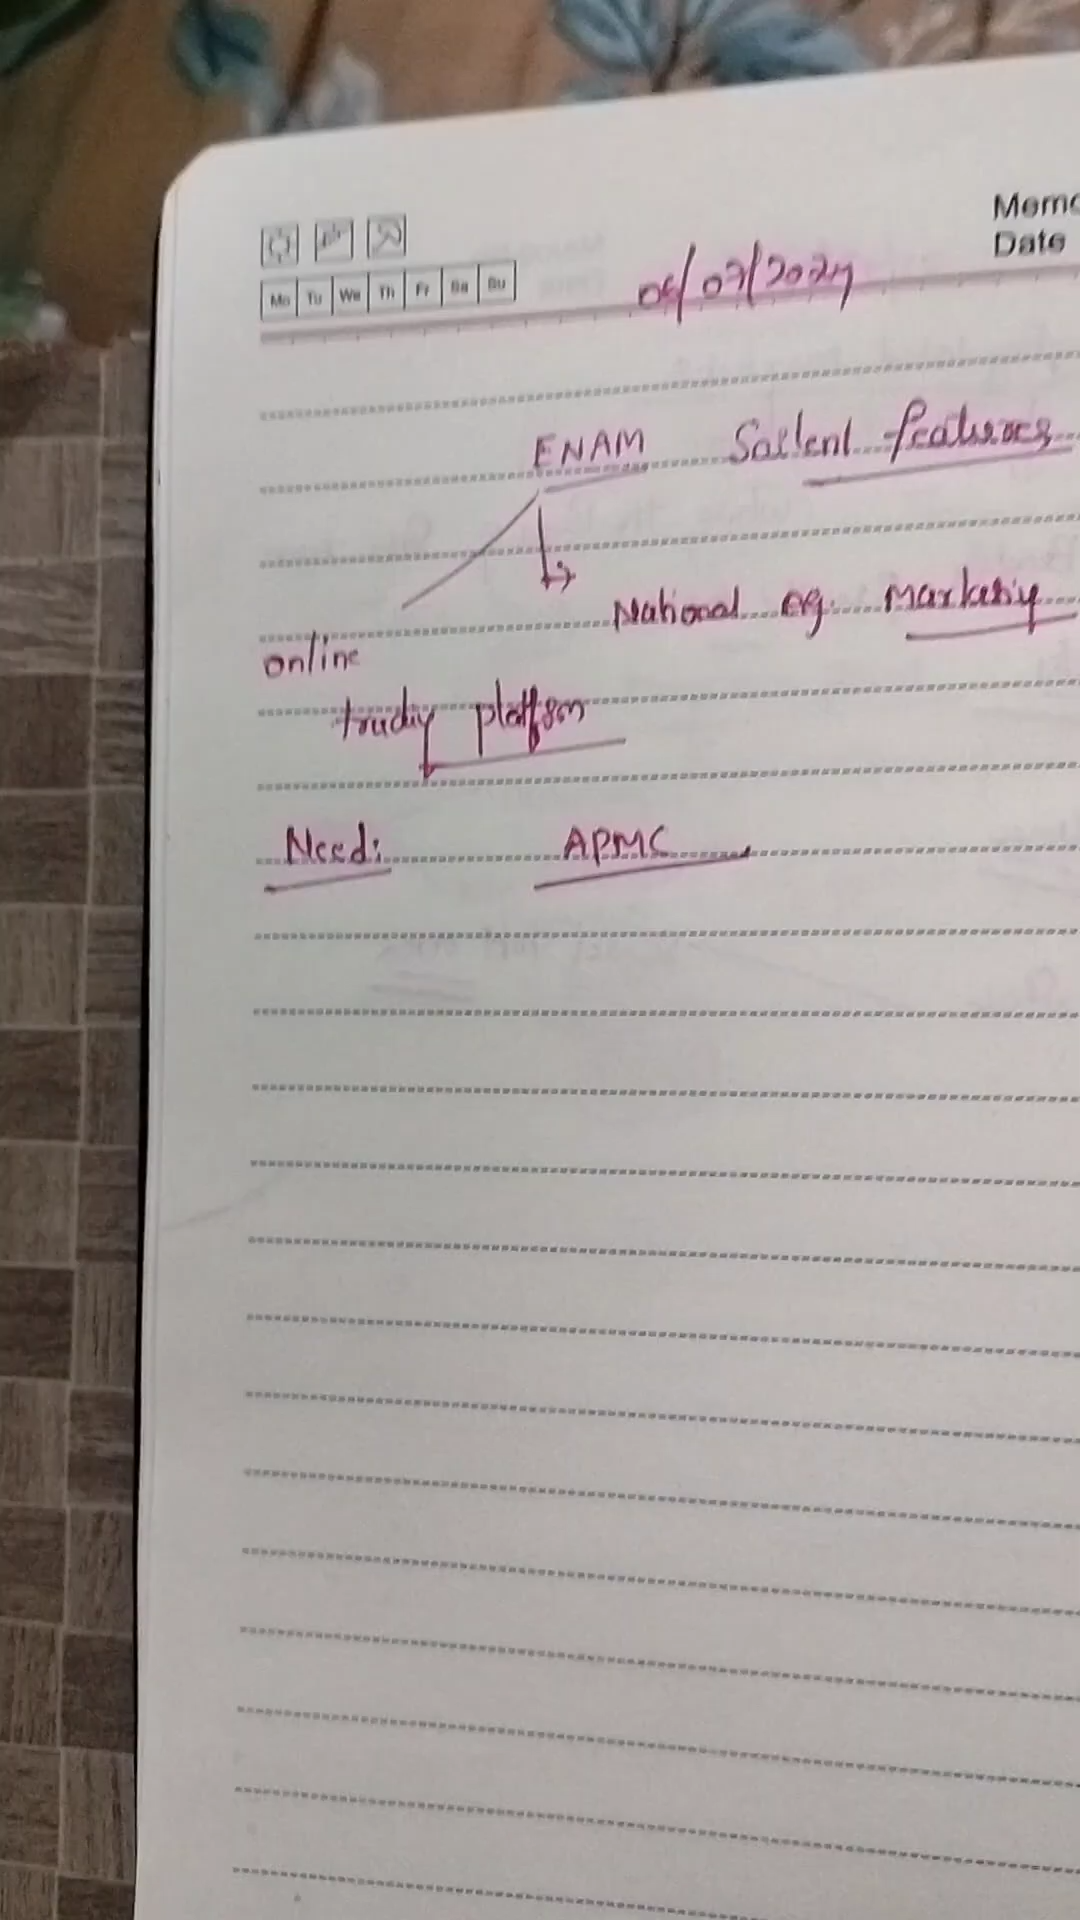 Memo
Date
Mo Tu We Th Fr Sa Su
06/07/2024
ENAM Sailent features
National ag. Marketing
online
trading platform
Need: APMC